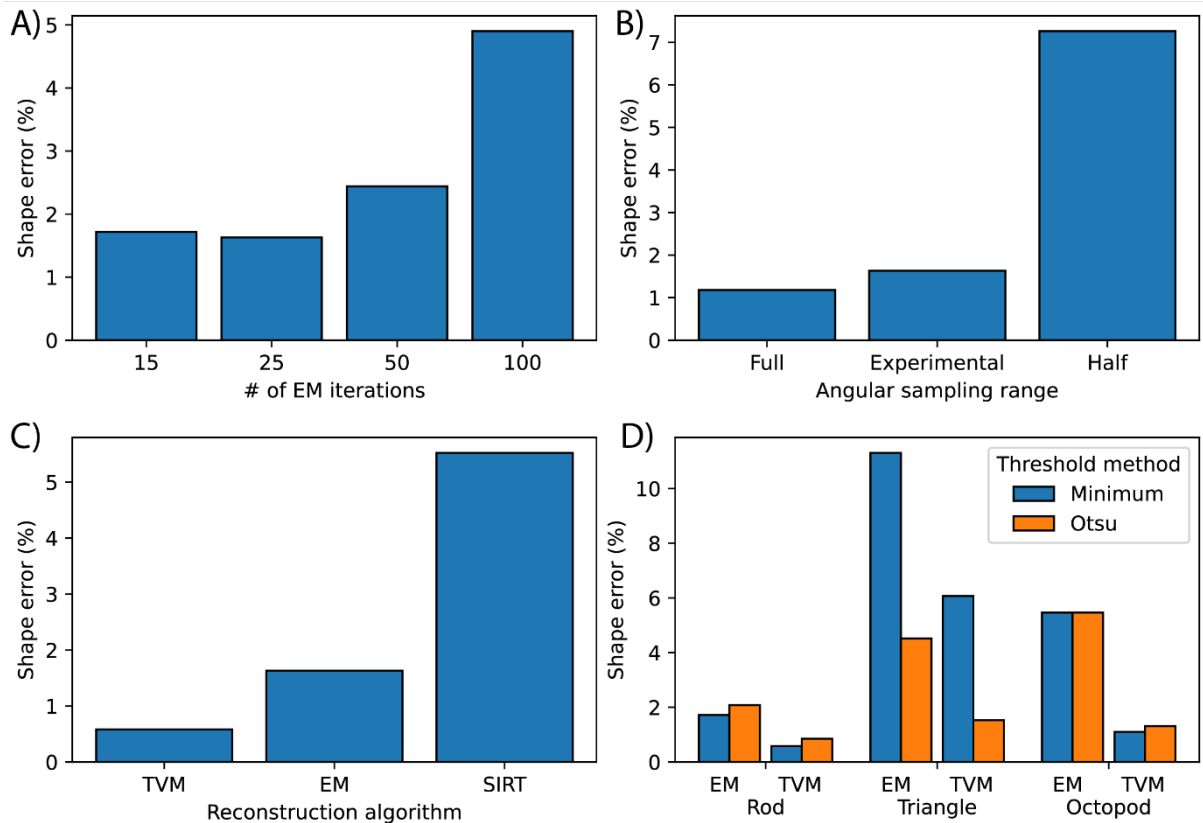 A)
Shape error (%)
5
4
3
2
1
0
15 25 50 100
# of EM iterations
B)
Shape error (%)
7
6
5
4
3
2
1
0
Full Experimental Half
Angular sampling range
C)
Shape error (%)
5
4
3
2
1
0
TVM EM SIRT
Reconstruction algorithm
D)
Shape error (%)
10
8
6
4
2
0
Threshold method
Minimum
Otsu
EM TVM EM TVM EM TVM
Rod Triangle Octopod